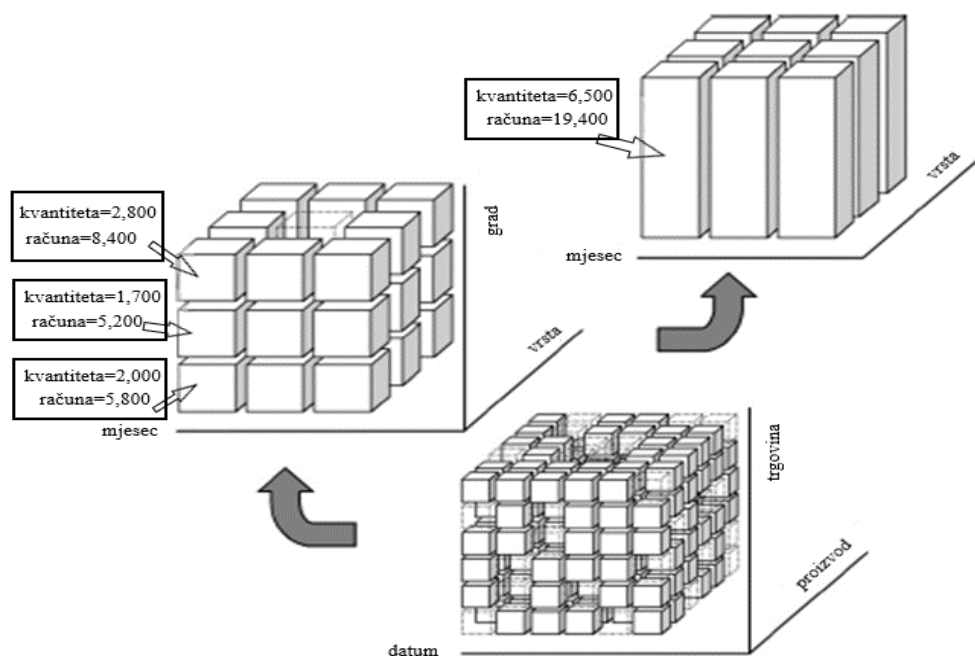 kvantiteta=6,500
računa=19,400
vrsta
mjesec
kvantiteta=2,800
računa=8,400
kvantiteta=1,700
računa=5,200
kvantiteta=2,000
računa=5,800
grad
vrsta
mjesec
trgovina
proizvod
datum